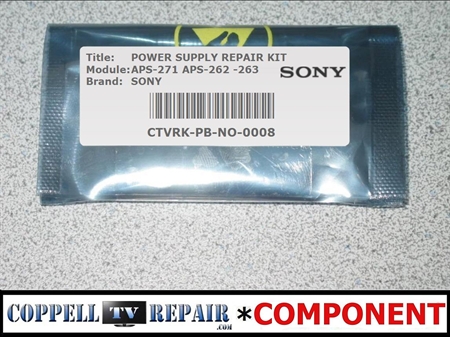 Title: POWER SUPPLY REPAIR KIT
Module:APS-271 APS-262 -263
Brand: SONY
SONY
CTVRK-PB-NO-0008
COPPELL TV REPAIR .com *COMPONENT